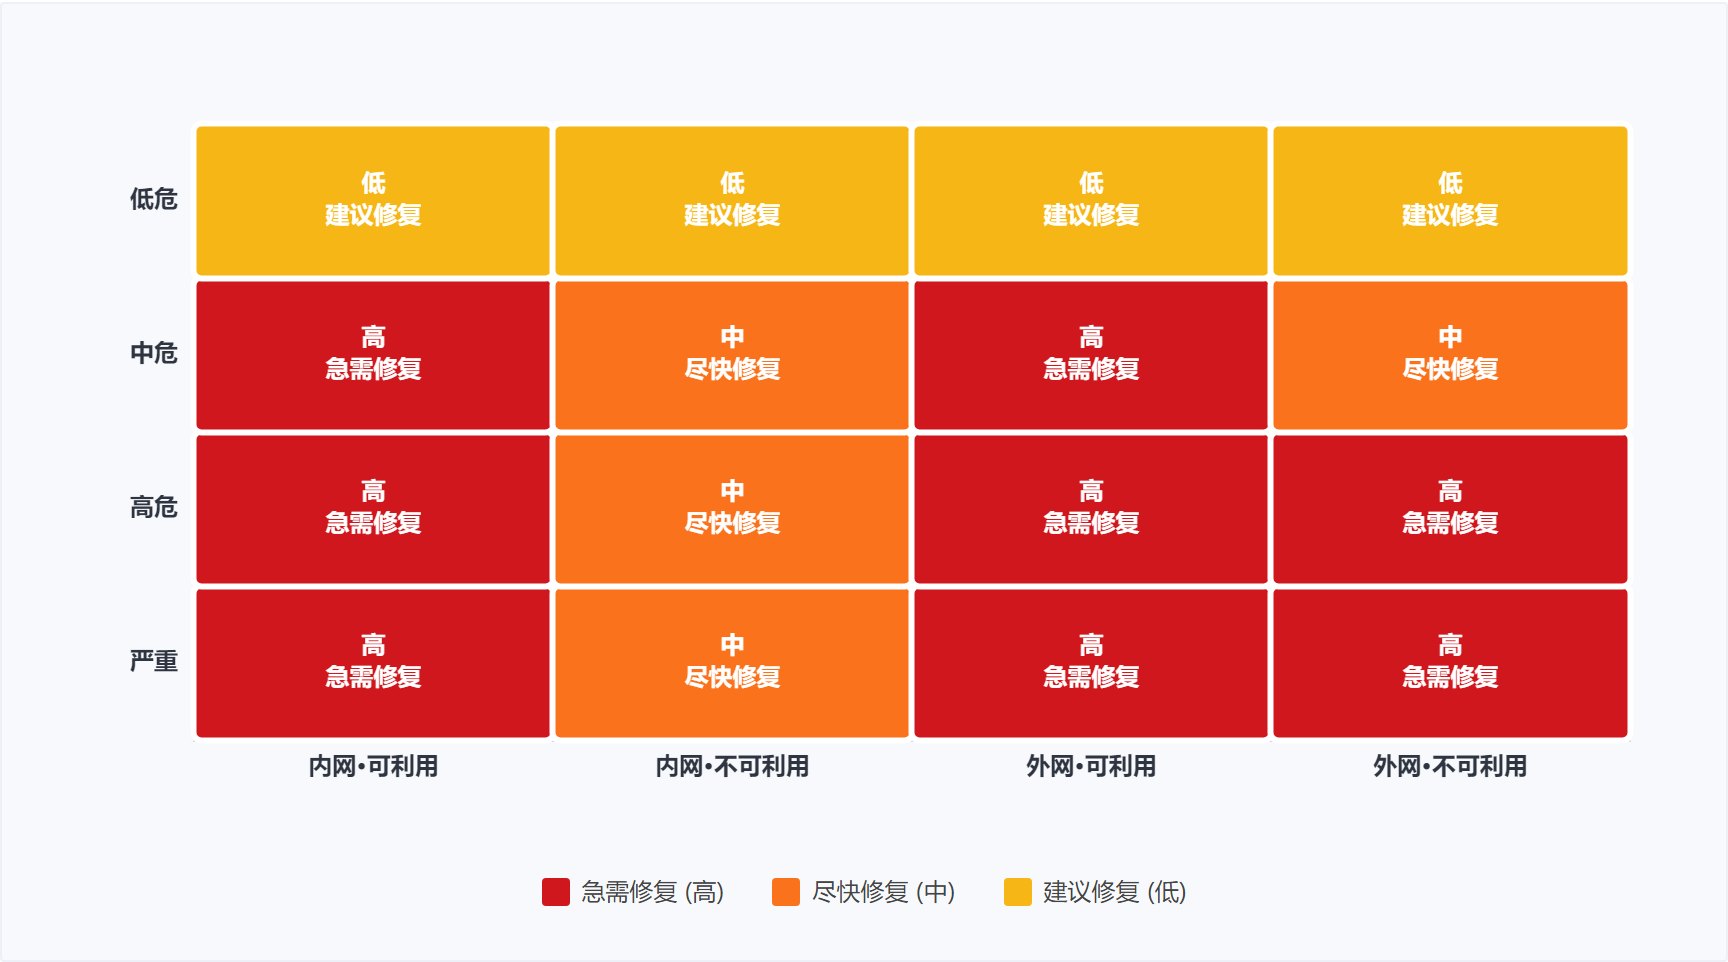 低危
低
建议修复
低
建议修复
低
建议修复
低
建议修复
中危
高
急需修复
中
尽快修复
高
急需修复
中
尽快修复
高危
高
急需修复
中
尽快修复
高
急需修复
高
急需修复
严重
高
急需修复
中
尽快修复
高
急需修复
高
急需修复
内网·可利用
内网·不可利用
外网·可利用
外网·不可利用
急需修复 (高)
尽快修复 (中)
建议修复 (低)